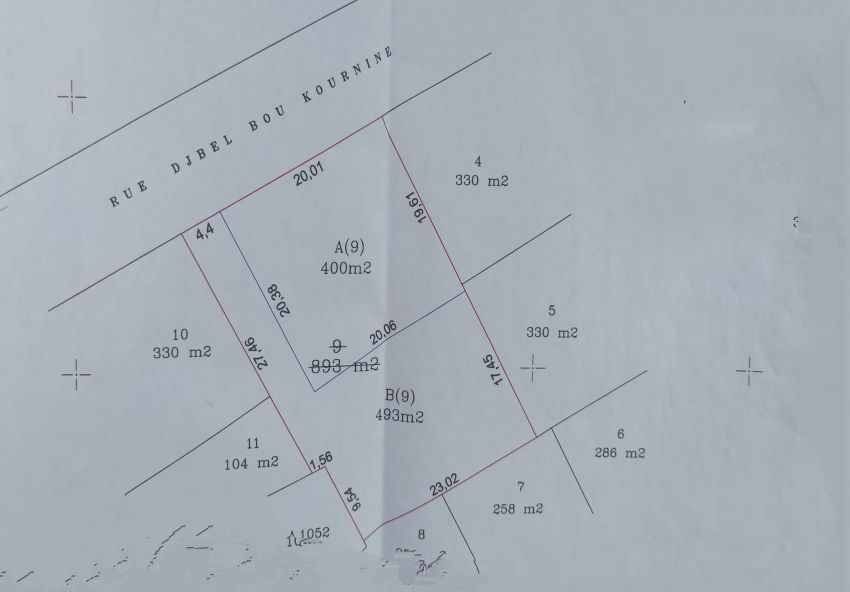 RUE DJBEL BOU KOURNINE
20,01
4,4
4
330 m2
19,61
A(9)
400m2
20,38
10
330 m2
27,46
9
893 m2
20,06
5
330 m2
17,45
B(9)
493m2
11
104 m2
1,56
9,54
23,02
6
286 m2
7
258 m2
1052
8